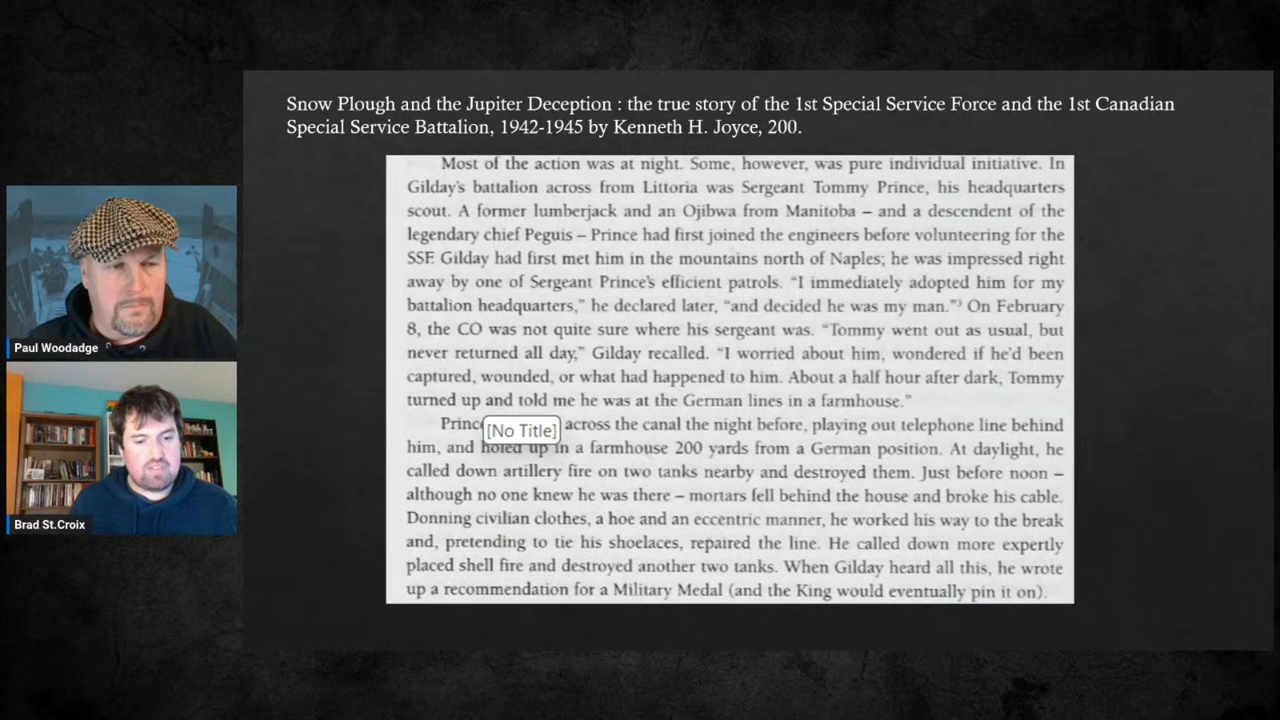 Snow Plough and the Jupiter Deception : the true story of the 1st Special Service Force and the 1st Canadian
Special Service Battalion, 1942-1945 by Kenneth H. Joyce, 200.
Most of the action was at night. Some, however, was pure individual initiative. In
Gilday's battalion across from Littoria was Sergeant Tommy Prince, his headquarters
scout. A former lumberjack and an Ojibwa from Manitoba – and a descendent of the
legendary chief Peguis – Prince had first joined the engineers before volunteering for the
SSF. Gilday had first met him in the mountains north of Naples; he was impressed right
away by one of Sergeant Prince's efficient patrols. "I immediately adopted him for my
battalion headquarters," he declared later, "and decided he was my man."³ On February
8, the CO was not quite sure where his sergeant was. "Tommy went out as usual, but
never returned all day," Gilday recalled. "I worried about him, wondered if he'd been
captured, wounded, or what had happened to him. About a half hour after dark, Tommy
turned up and told me he was at the German lines in a farmhouse."
Princ [No Title] across the canal the night before, playing out telephone line behind
him, and holed up in a farmhouse 200 yards from a German position. At daylight, he
called down artillery fire on two tanks nearby and destroyed them. Just before noon –
although no one knew he was there – mortars fell behind the house and broke his cable.
Donning civilian clothes, a hoe and an eccentric manner, he worked his way to the break
and, pretending to tie his shoelaces, repaired the line. He called down more expertly
placed shell fire and destroyed another two tanks. When Gilday heard all this, he wrote
up a recommendation for a Military Medal (and the King would eventually pin it on).
Paul Woodadge
Brad St.Croix